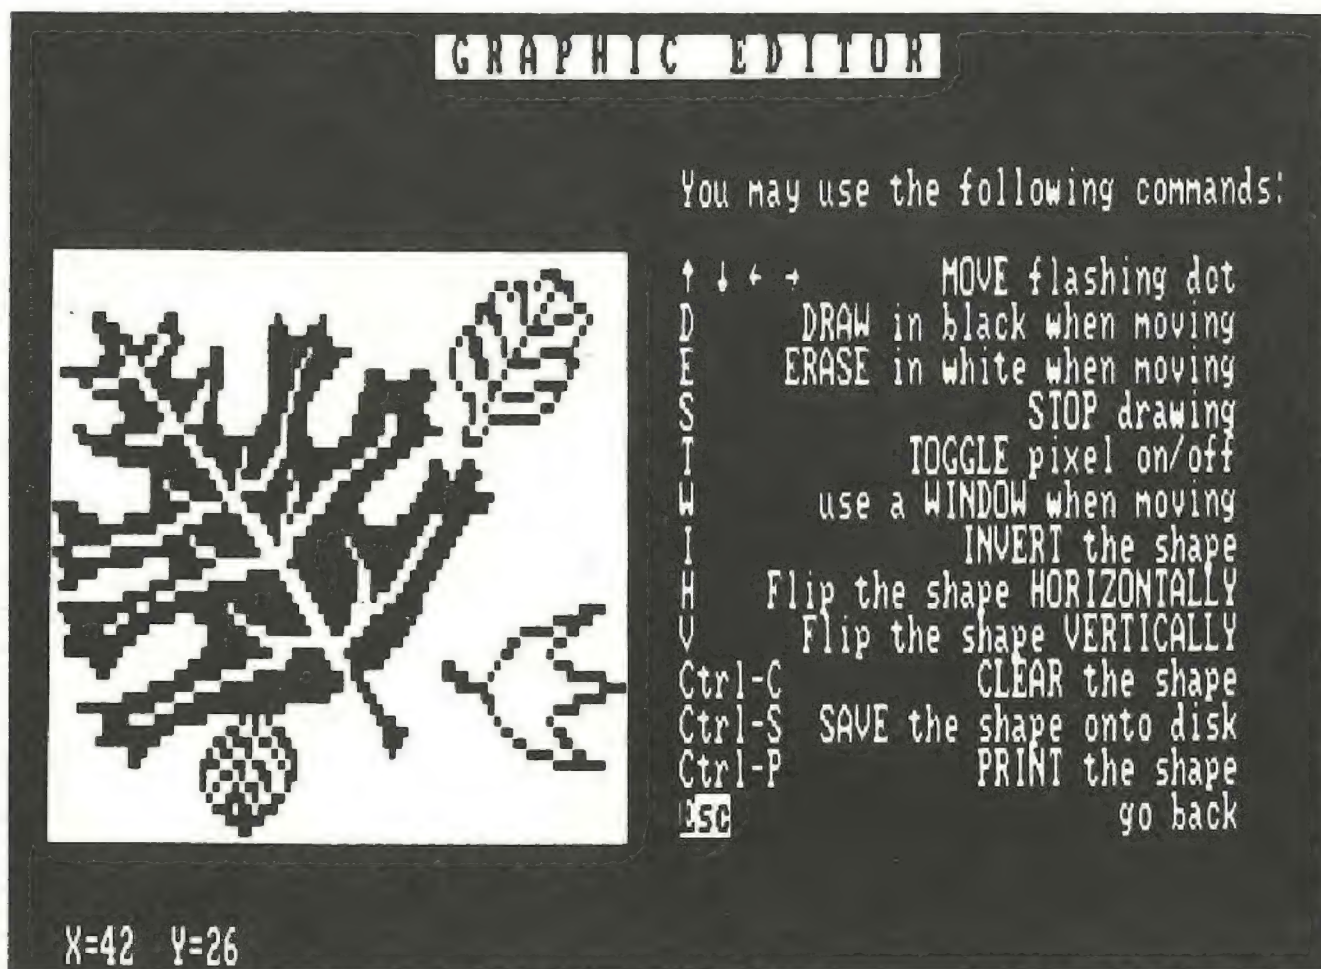 GRAPHIC EDITOR
You may use the following commands:
↑ ↓ ← → MOVE flashing dot
D DRAW in black when moving
E ERASE in white when moving
S STOP drawing
T TOGGLE pixel on/off
W use a WINDOW when moving
I INVERT the shape
H Flip the shape HORIZONTALLY
V Flip the shape VERTICALLY
Ctrl-C CLEAR the shape
Ctrl-S SAVE the shape onto disk
Ctrl-P PRINT the shape
Esc go back
X=42 Y=26